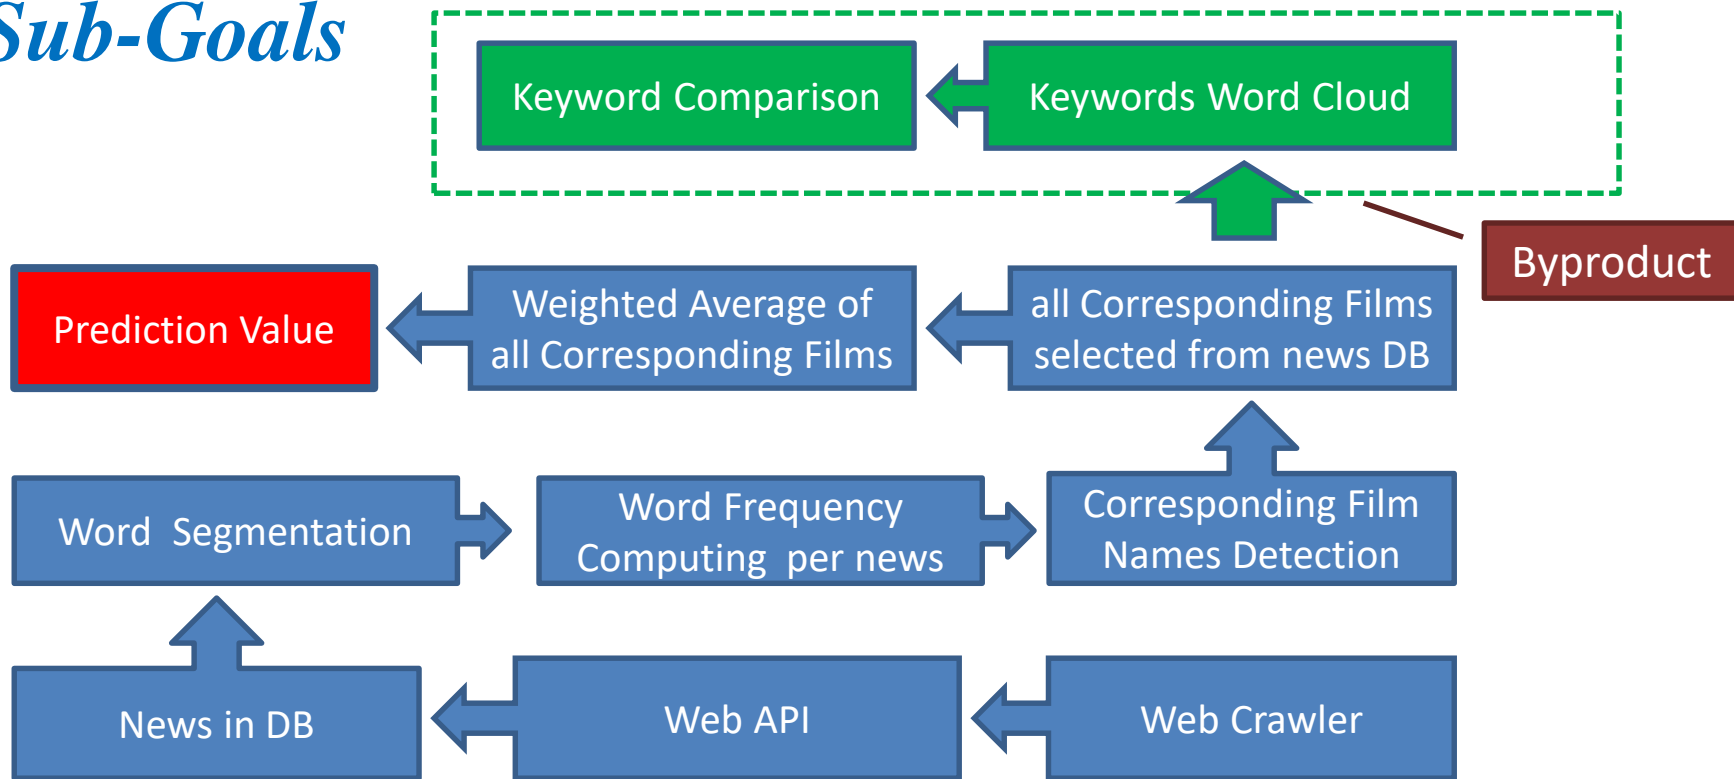 Sub-Goals
Keyword Comparison
Keywords Word Cloud
Byproduct
Prediction Value
Weighted Average of
all Corresponding Films
all Corresponding Films
selected from news DB
Word  Segmentation
Word Frequency
Computing  per news
Corresponding Film
Names Detection
News in DB
Web API
Web Crawler